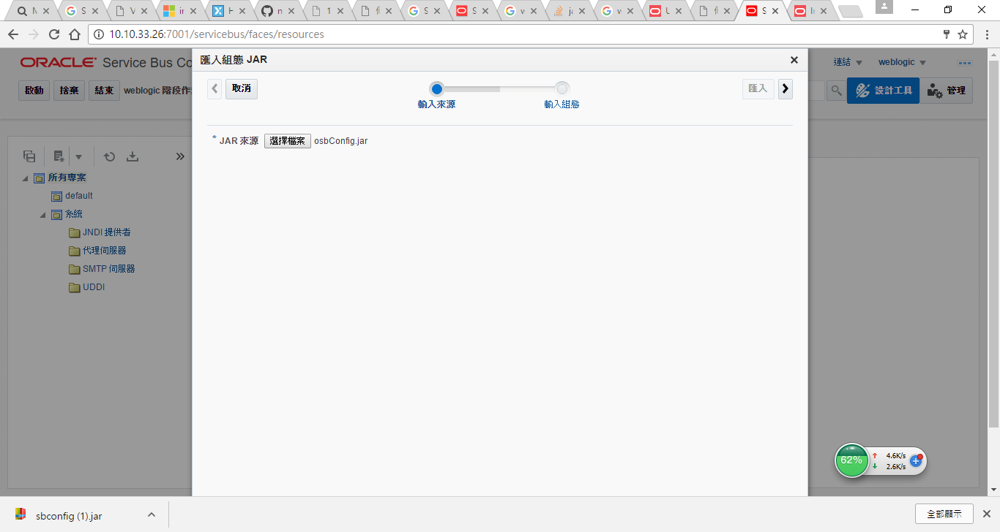 10.10.33.26:7001/servicebus/faces/resources
ORACLE Service Bus Co
連結
weblogic
啟動
捨棄
結束
weblogic 階段作
設計工具
管理
匯入組態 JAR
取消
匯入
輸入來源
輸入組態
* JAR 來源
選擇檔案
osbConfig.jar
所有專案
default
系統
JNDI 提供者
代理伺服器
SMTP 伺服器
UDDI
62%
4.6K/s
2.6K/s
sbconfig (1).jar
全部顯示